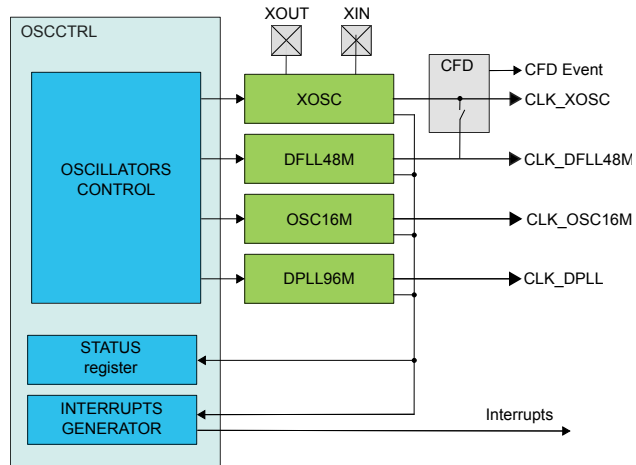 XOUT XIN
OSCCTRL
CFD
CFD Event
XOSC
CLK_XOSC
OSCILLATORS
CONTROL
DFLL48M
CLK_DFLL48M
OSC16M
CLK_OSC16M
DPLL96M
CLK_DPLL
STATUS
register
INTERRUPTS
GENERATOR
Interrupts